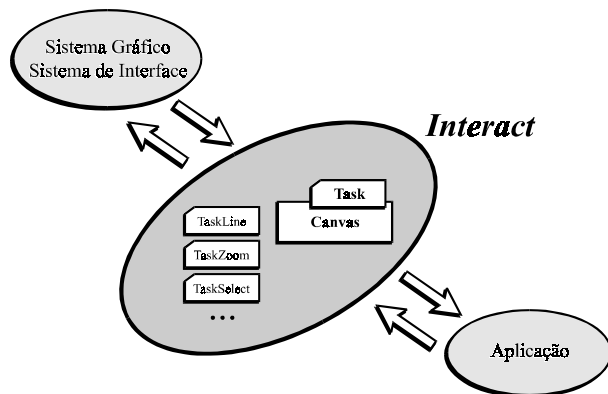 Sistema Gráfico
Sistema de Interface
Interact
Task
Canvas
TaskLine
TaskZoom
TaskSelect
...
Aplicação